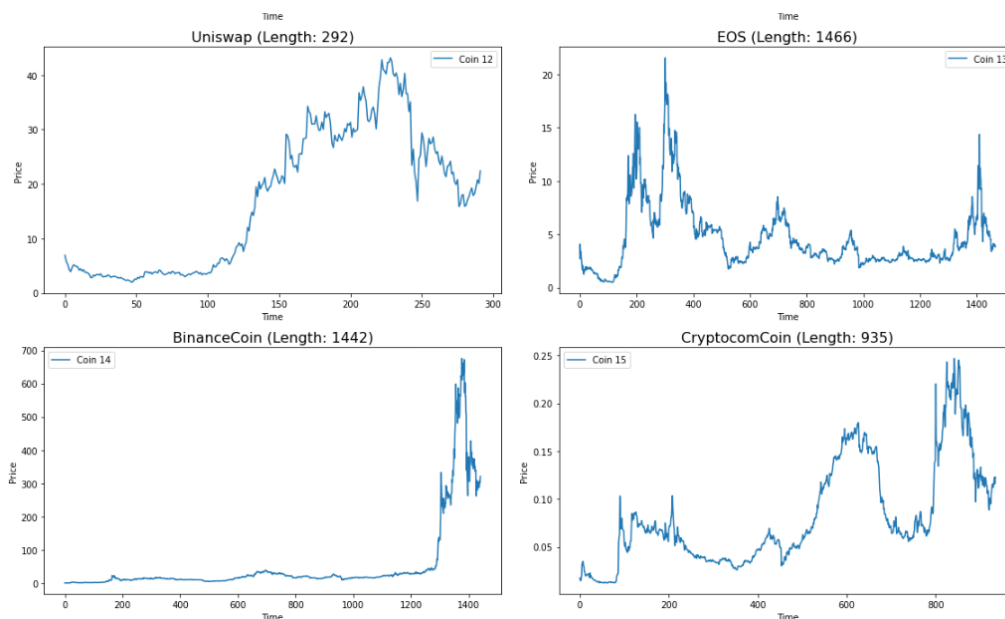 Time
Time
Uniswap (Length: 292)
EOS (Length: 1466)
Coin 12
Coin 13
Price
40
30
20
10
0
0
50
100
150
200
250
300
Time
Price
20
15
10
5
0
0
200
400
600
800
1000
1200
1400
Time
BinanceCoin (Length: 1442)
CryptocomCoin (Length: 935)
Coin 14
Coin 15
Price
700
600
500
400
300
200
100
0
0
200
400
600
800
1000
1200
1400
Time
Price
0.25
0.20
0.15
0.10
0.05
0
200
400
600
800
Time